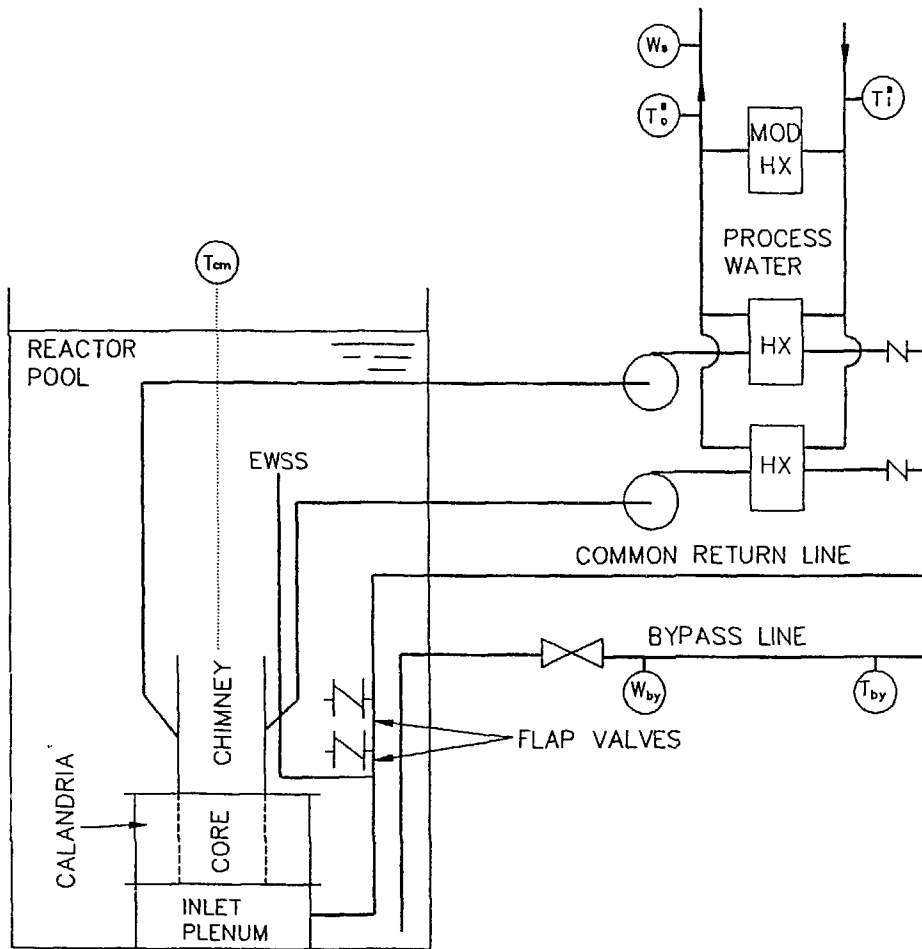 Ws
To s
Ti s
MOD
HX
PROCESS
WATER
Tcm
REACTOR
POOL
HX
EWSS
HX
COMMON RETURN LINE
BYPASS LINE
Wby
Tby
CHIMNEY
FLAP VALVES
CALANDRIA
CORE
INLET
PLENUM